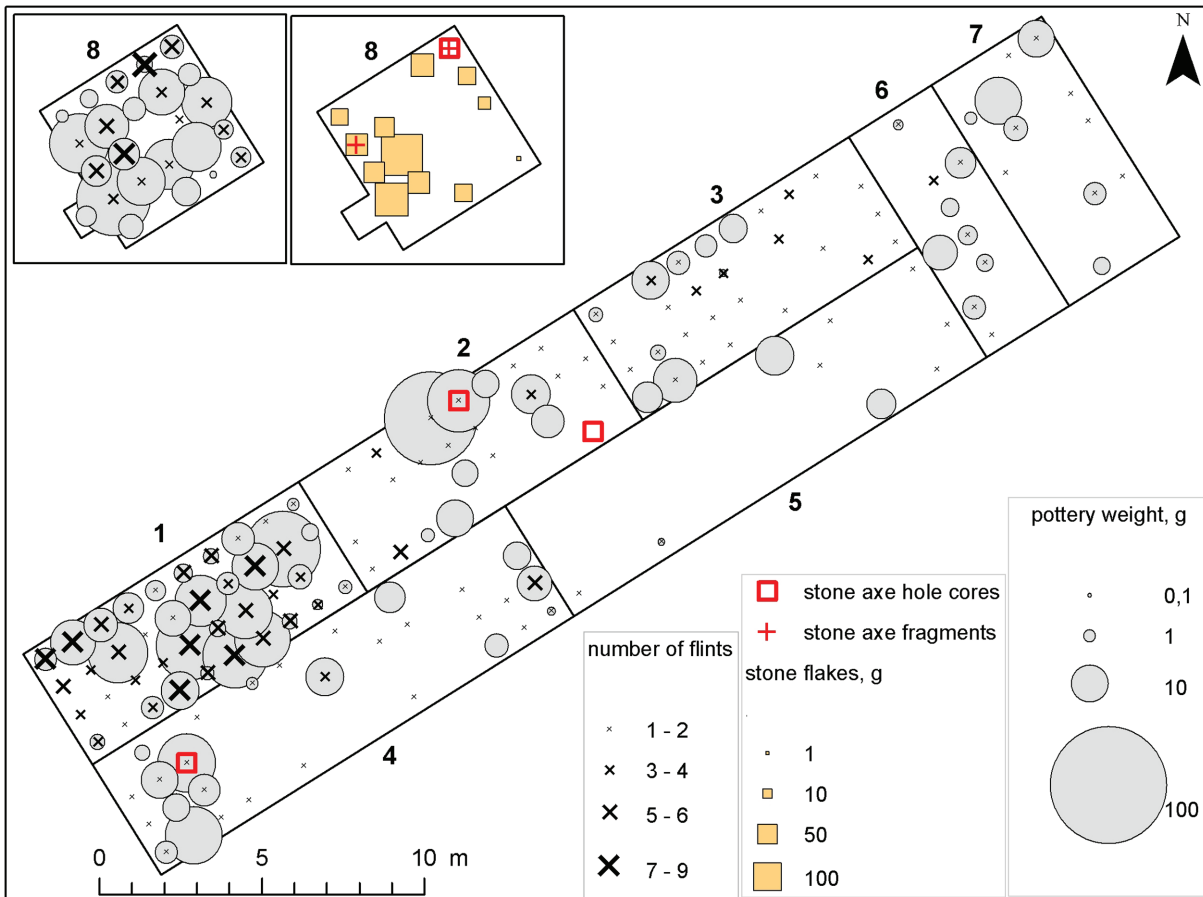 8
8
7
N
6
3
2
1
5
4
0 5 10 m
number of flints
1 - 2
3 - 4
5 - 6
7 - 9
stone axe hole cores
stone axe fragments
stone flakes, g
1
10
50
100
pottery weight, g
0,1
1
10
100